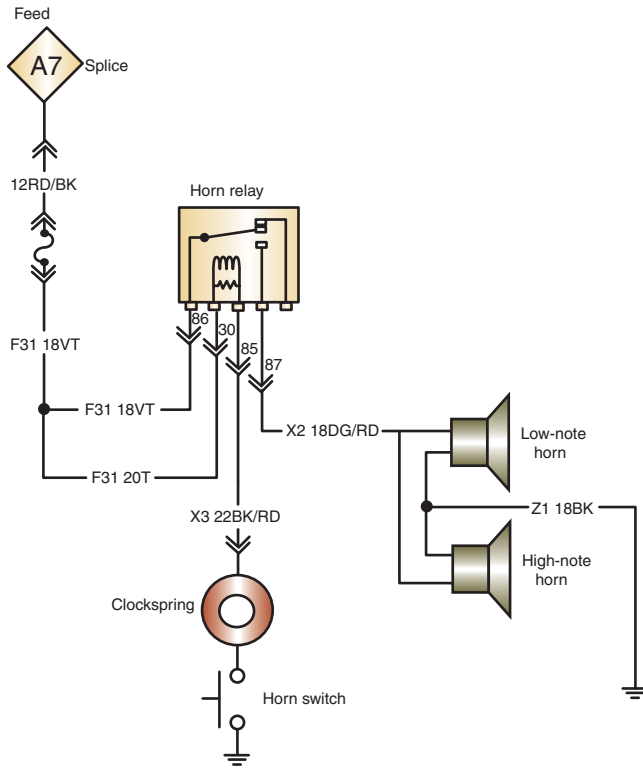 Feed
A7
Splice
12RD/BK
Horn relay
86
30
85
87
F31 18VT
F31 18VT
X2 18DG/RD
Low-note
horn
F31 20T
Z1 18BK
X3 22BK/RD
High-note
horn
Clockspring
Horn switch